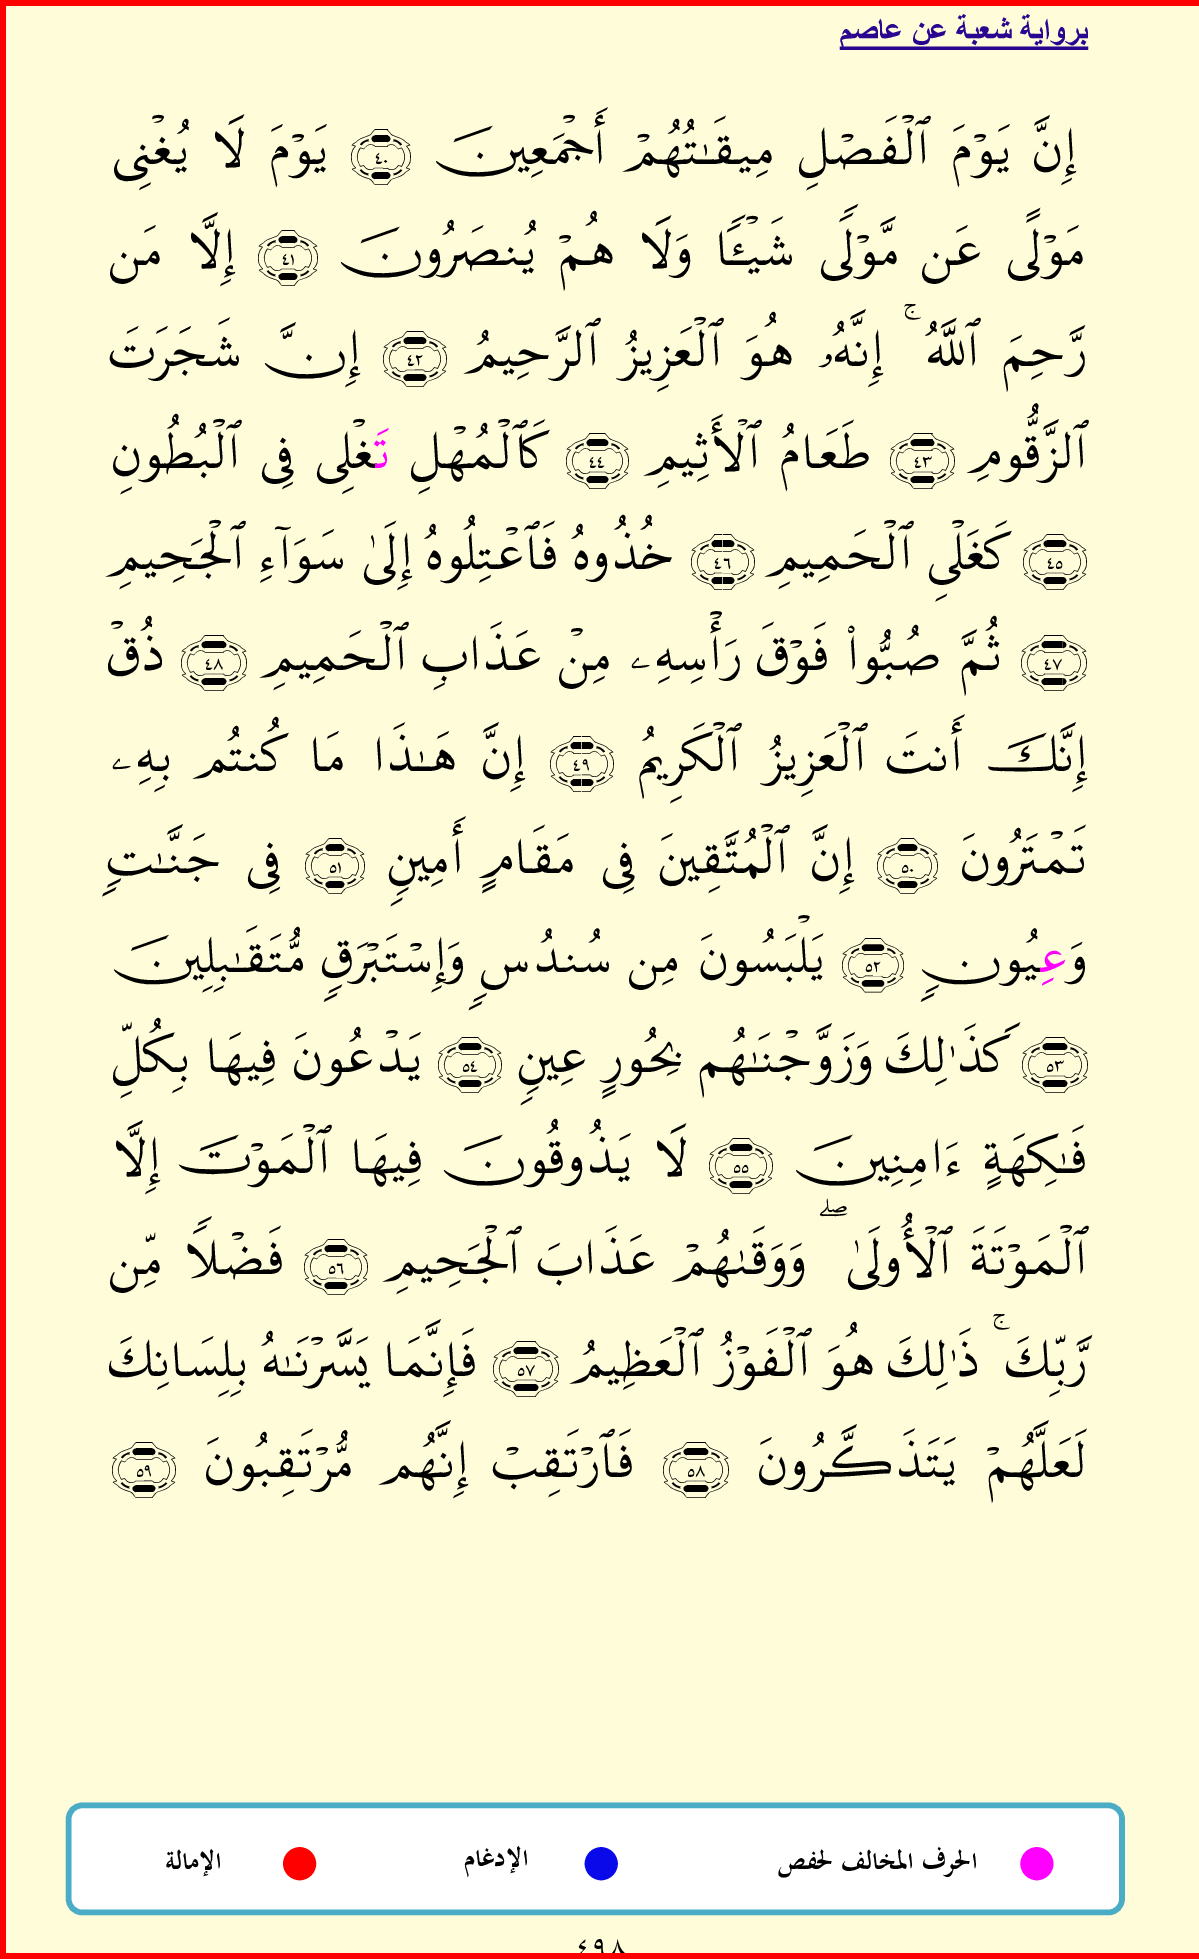 برواية شعبة عن عاصم
إِنَّ يَوْمَ ٱلْفَصْلِ مِيقَـٰتُهُمْ أَجْمَعِينَ ٤٠ يَوْمَ لَا يُغْنِى
مَوْلًى عَن مَّوْلًى شَيْـًٔا وَلَا هُمْ يُنصَرُونَ ٤١ إِلَّا مَن
رَّحِمَ ٱللَّهُ ۚ إِنَّهُۥ هُوَ ٱلْعَزِيزُ ٱلرَّحِيمُ ٤٢ إِنَّ شَجَرَتَ
ٱلزَّقُّومِ ٤٣ طَعَامُ ٱلْأَثِيمِ ٤٤ كَٱلْمُهْلِ تَغْلِى فِى ٱلْبُطُونِ
٤٥ كَغَلْىِ ٱلْحَمِيمِ ٤٦ خُذُوهُ فَٱعْتِلُوهُ إِلَىٰ سَوَآءِ ٱلْجَحِيمِ
٤٧ ثُمَّ صُبُّوا۟ فَوْقَ رَأْسِهِۦ مِنْ عَذَابِ ٱلْحَمِيمِ ٤٨ ذُقْ
إِنَّكَ أَنتَ ٱلْعَزِيزُ ٱلْكَرِيمُ ٤٩ إِنَّ هَـٰذَا مَا كُنتُم بِهِۦ
تَمْتَرُونَ ٥٠ إِنَّ ٱلْمُتَّقِينَ فِى مَقَامٍ أَمِينٍ ٥١ فِى جَنَّـٰتٍ
وَعِيُونٍ ٥٢ يَلْبَسُونَ مِن سُندُسٍ وَإِسْتَبْرَقٍ مُّتَقَـٰبِلِينَ
٥٣ كَذَٰلِكَ وَزَوَّجْنَـٰهُم بِحُورٍ عِينٍ ٥٤ يَدْعُونَ فِيهَا بِكُلِّ
فَـٰكِهَةٍ ءَامِنِينَ ٥٥ لَا يَذُوقُونَ فِيهَا ٱلْمَوْتَ إِلَّا
ٱلْمَوْتَةَ ٱلْأُولَىٰ ۖ وَوَقَىٰهُمْ عَذَابَ ٱلْجَحِيمِ ٥٦ فَضْلًا مِّن
رَّبِّكَ ۚ ذَٰلِكَ هُوَ ٱلْفَوْزُ ٱلْعَظِيمُ ٥٧ فَإِنَّمَا يَسَّرْنَـٰهُ بِلِسَانِكَ
لَعَلَّهُمْ يَتَذَكَّرُونَ ٥٨ فَٱرْتَقِبْ إِنَّهُم مُّرْتَقِبُونَ ٥٩
الحرف المخالف لحفص الإدغام الإمالة
٤٩٨